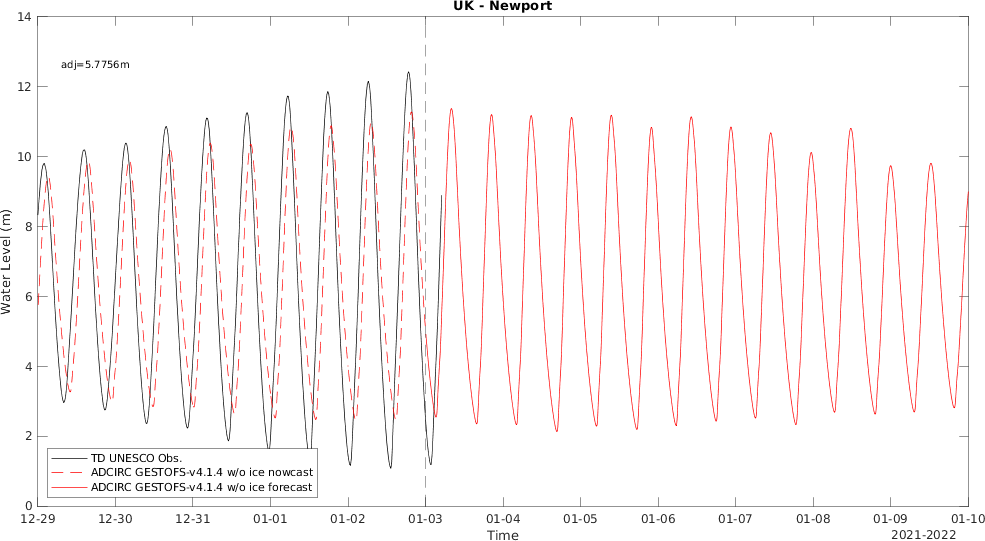 UK - Newport
14
12
10
8
6
4
2
0
Water Level (m)
adj=5.7756m
TD UNESCO Obs.
ADCIRC GESTOFS-v4.1.4 w/o ice nowcast
ADCIRC GESTOFS-v4.1.4 w/o ice forecast
12-29 12-30 12-31 01-01 01-02 01-03 01-04 01-05 01-06 01-07 01-08 01-09 01-10
Time
2021-2022